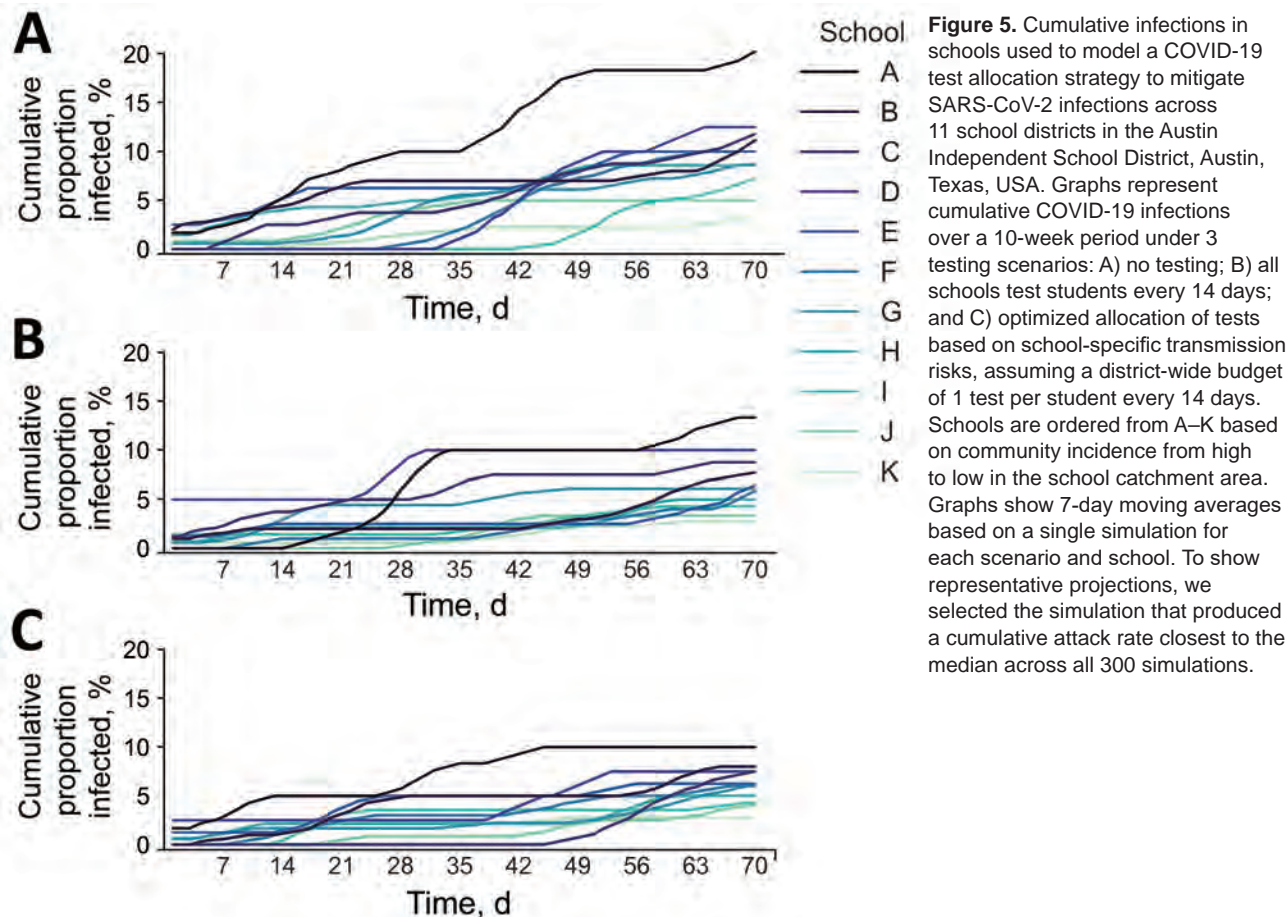 A
20
15
10
5
0
Cumulative
proportion
infected, %
7 14 21 28 35 42 49 56 63 70
Time, d
B
20
15
10
5
0
Cumulative
proportion
infected, %
7 14 21 28 35 42 49 56 63 70
Time, d
C
20
15
10
5
0
Cumulative
proportion
infected, %
7 14 21 28 35 42 49 56 63 70
Time, d
School
A
B
C
D
E
F
G
H
I
J
K
Figure 5. Cumulative infections in
schools used to model a COVID-19
test allocation strategy to mitigate
SARS-CoV-2 infections across
11 school districts in the Austin
Independent School District, Austin,
Texas, USA. Graphs represent
cumulative COVID-19 infections
over a 10-week period under 3
testing scenarios: A) no testing; B) all
schools test students every 14 days;
and C) optimized allocation of tests
based on school-specific transmission
risks, assuming a district-wide budget
of 1 test per student every 14 days.
Schools are ordered from A–K based
on community incidence from high
to low in the school catchment area.
Graphs show 7-day moving averages
based on a single simulation for
each scenario and school. To show
representative projections, we
selected the simulation that produced
a cumulative attack rate closest to the
median across all 300 simulations.